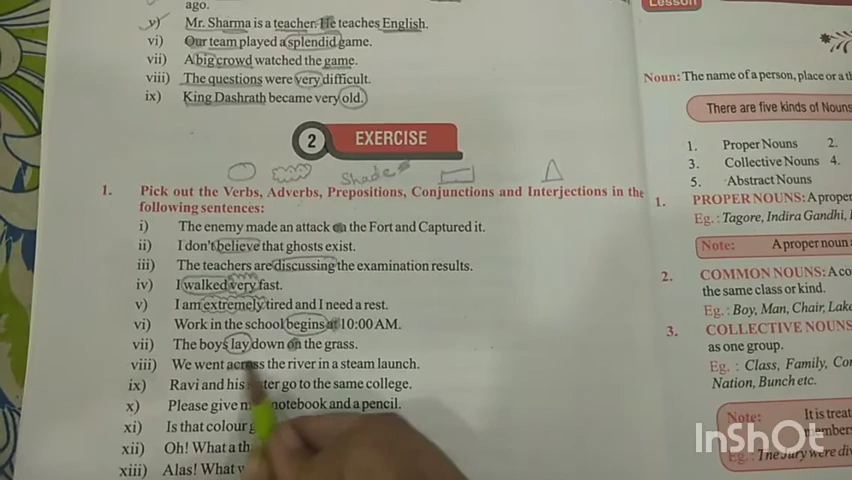 ago.
v) Mr. Sharma is a teacher. He teaches English.
vi) Our team played a splendid game.
vii) A big crowd watched the game.
viii) The questions were very difficult.
ix) King Dashrath became very old.
2 EXERCISE
Shade
1. Pick out the Verbs, Adverbs, Prepositions, Conjunctions and Interjections in the
following sentences:
i) The enemy made an attack on the Fort and Captured it.
ii) I don't believe that ghosts exist.
iii) The teachers are discussing the examination results.
iv) I walked very fast.
v) I am extremely tired and I need a rest.
vi) Work in the school begins at 10:00 AM.
vii) The boys lay down on the grass.
viii) We went across the river in a steam launch.
ix) Ravi and his sister go to the same college.
x) Please give notebook and a pencil.
xi) Is that colour
xii) Oh! What a
xiii) Alas! What
Lesson
Noun: The name of a person, place or a
There are five kinds of Nouns
1. Proper Nouns 2.
3. Collective Nouns 4.
5. Abstract Nouns
1. PROPER NOUNS: A proper
Eg.: Tagore, Indira Gandhi,
Note: A proper noun
2. COMMON NOUNS: A
the same class or kind.
Eg.: Boy, Man, Chair,
3. COLLECTIVE NOUNS
as one group.
Eg.: Class, Family,
Nation, Bunch etc.
Note: It is
Eg.: The Jury were
InShOt